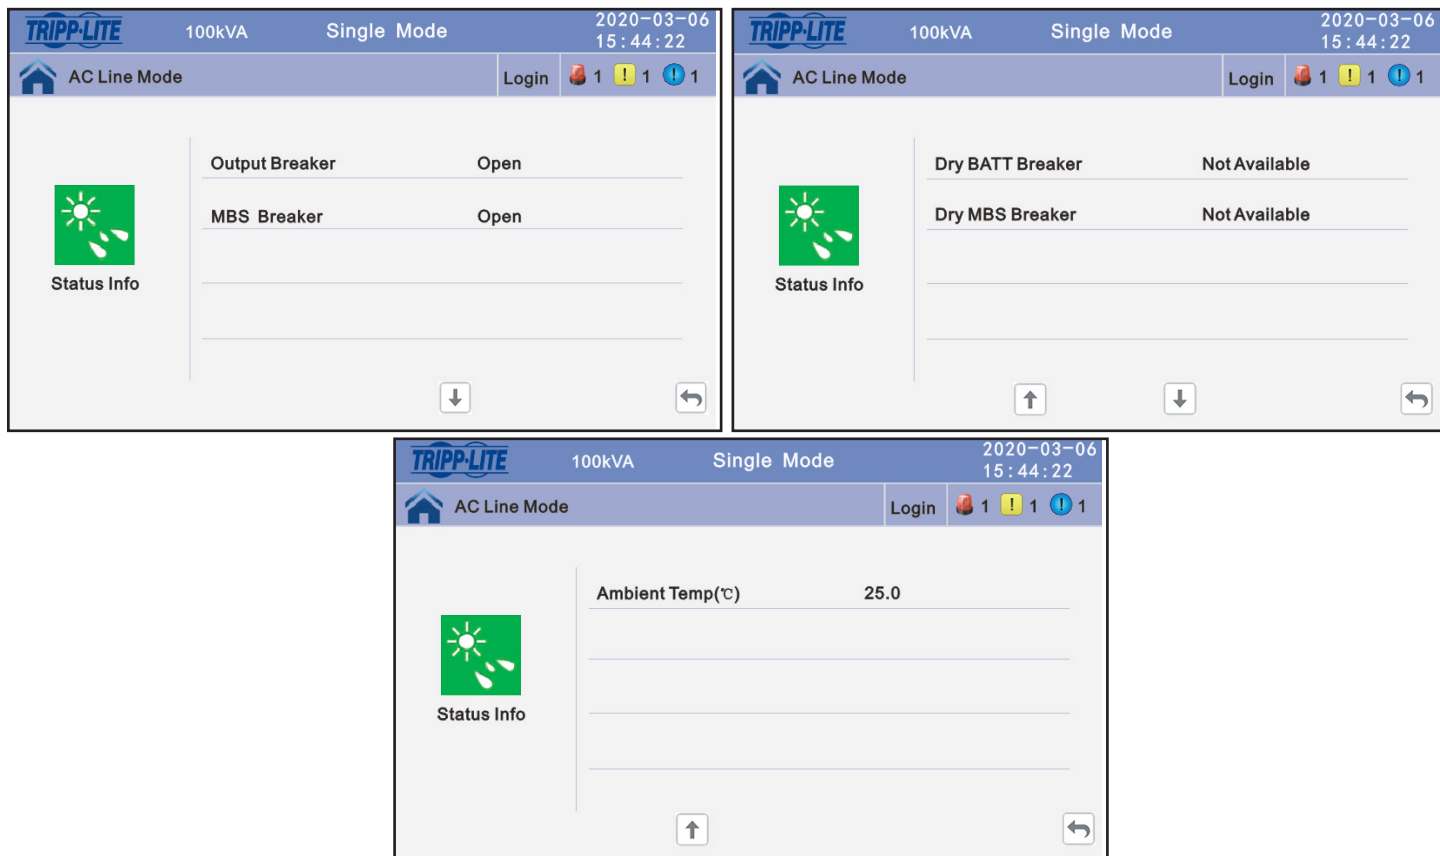 TRIPP·LITE 100kVA Single Mode 2020-03-06
15:44:22
AC Line Mode Login 1 ! 1 ! 1
Output Breaker Open
MBS Breaker Open
Status Info
TRIPP·LITE 100kVA Single Mode 2020-03-06
15:44:22
AC Line Mode Login 1 ! 1 ! 1
Dry BATT Breaker Not Available
Dry MBS Breaker Not Available
Status Info
TRIPP·LITE 100kVA Single Mode 2020-03-06
15:44:22
AC Line Mode Login 1 ! 1 ! 1
Ambient Temp(℃) 25.0
Status Info